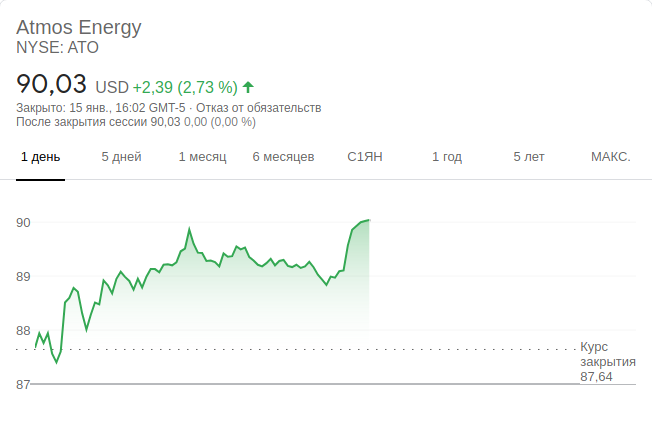 Atmos Energy
NYSE: ATO
90,03 USD +2,39 (2,73 %)
Закрыто: 15 янв., 16:02 GMT-5 · Отказ от обязательств
После закрытия сессии 90,03 0,00 (0,00 %)
1 день 5 дней 1 месяц 6 месяцев С1ЯН 1 год 5 лет МАКС.
90
89
88
Курс
закрытия
87,64
87